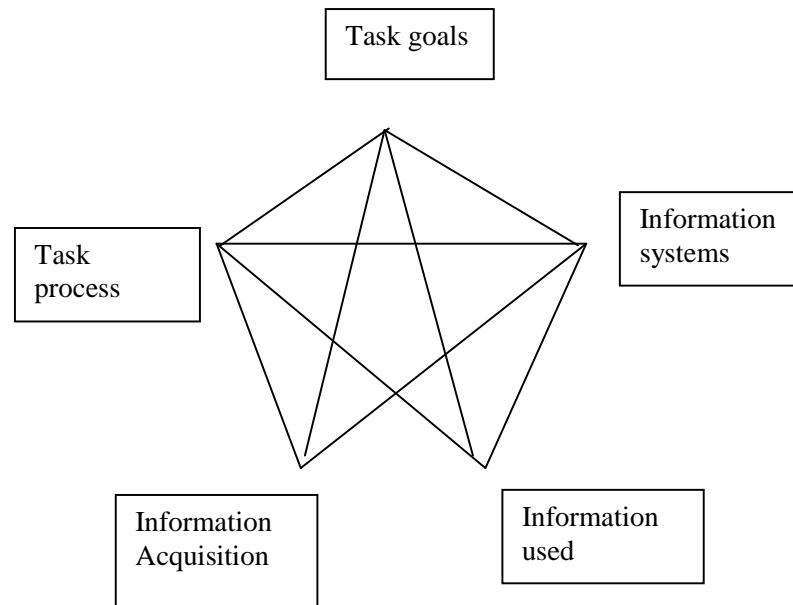 Task goals
Task
process
Information
systems
Information
Acquisition
Information
used